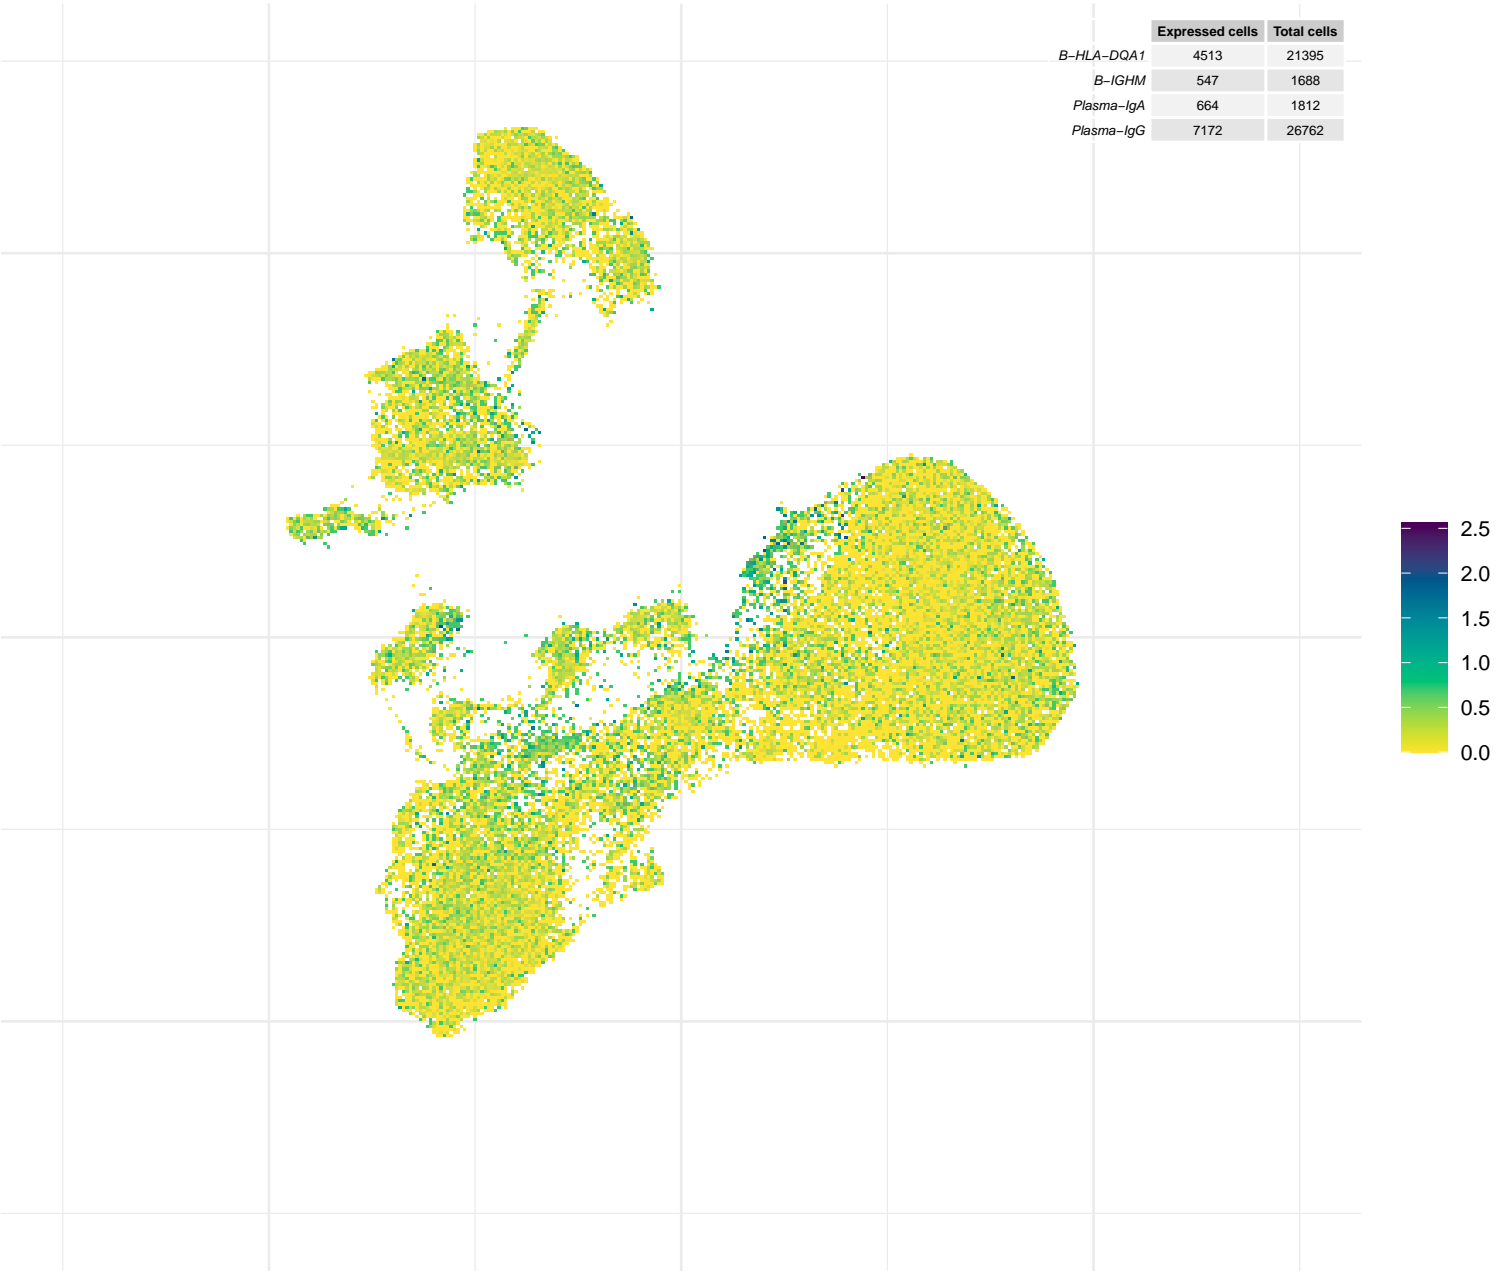 Expressed cells Total cells
B−HLA−DQA1 4513 21395
B−IGHM 547 1688
Plasma−IgA 664 1812
Plasma−IgG 7172 26762
2.5
2.0
1.5
1.0
0.5
0.0